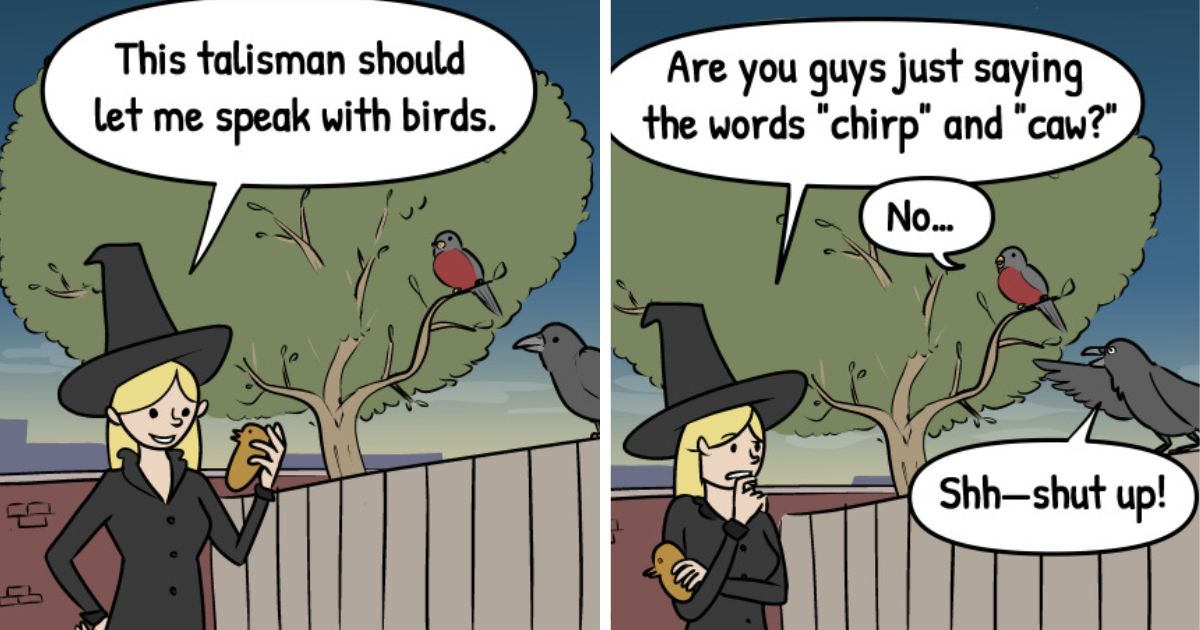 This talisman should
let me speak with birds.
Are you guys just saying
the words "chirp" and "caw?"
No...
Shh—shut up!